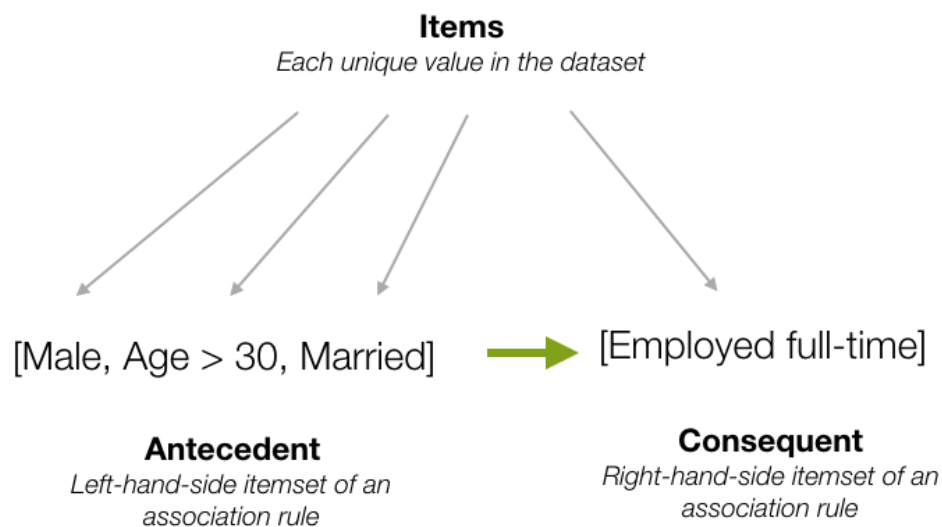 Items
Each unique value in the dataset
[Male, Age > 30, Married]
[Employed full-time]
Antecedent
Left-hand-side itemset of an
association rule
Consequent
Right-hand-side itemset of an
association rule